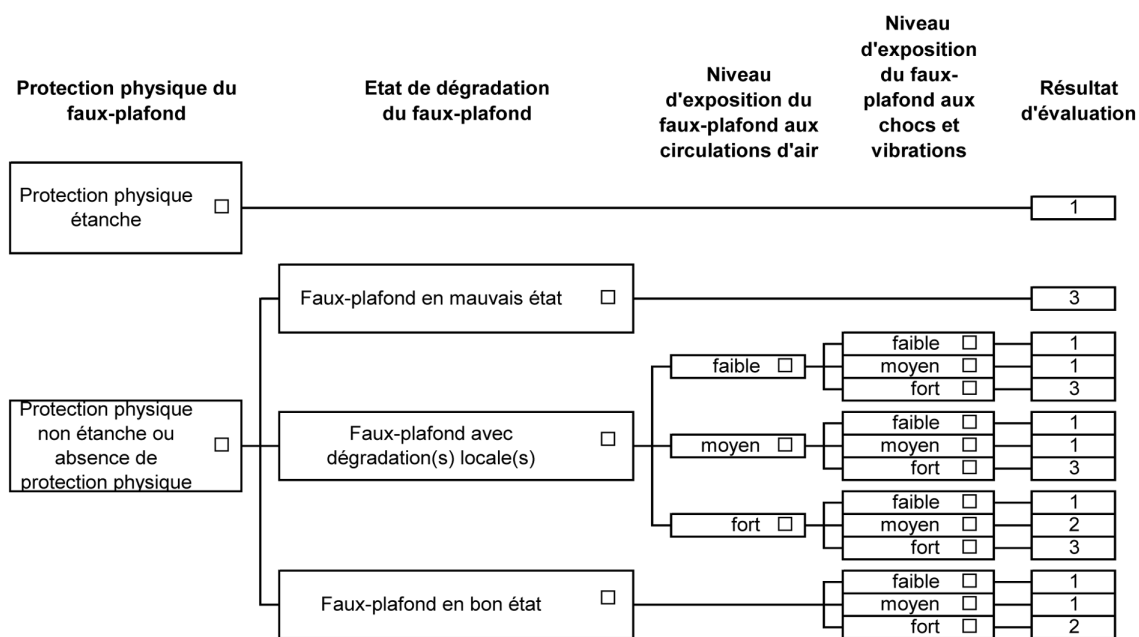 Protection physique du
faux-plafond
Etat de dégradation
du faux-plafond
Niveau
d'exposition du
faux-plafond aux
circulations d'air
Niveau
d'exposition
du faux-
plafond aux
chocs et
vibrations
Résultat
d'évaluation
Protection physique
étanche
1
Faux-plafond en mauvais état
3
Protection physique
non étanche ou
absence de
protection physique
Faux-plafond avec
dégradation(s) locale(s)
faible
faible
1
moyen
1
fort
3
moyen
faible
1
moyen
1
fort
3
fort
faible
1
moyen
2
fort
3
Faux-plafond en bon état
faible
1
moyen
1
fort
2